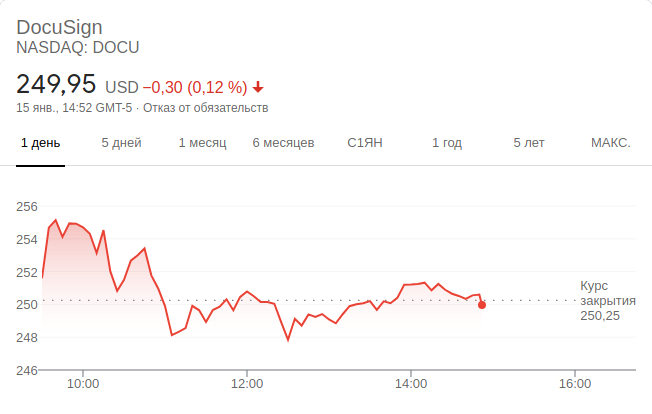 DocuSign
NASDAQ: DOCU
249,95 USD −0,30 (0,12 %)
15 янв., 14:52 GMT-5 · Отказ от обязательств
1 день 5 дней 1 месяц 6 месяцев С1ЯН 1 год 5 лет МАКС.
256
254
252
250
248
246
Курс
закрытия
250,25
10:00 12:00 14:00 16:00